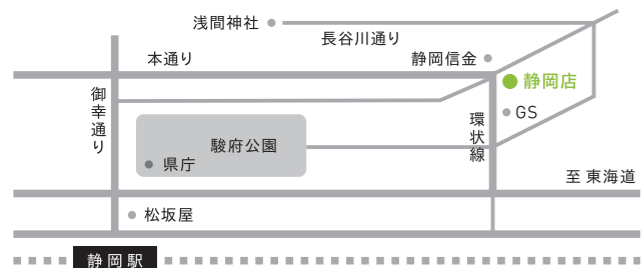 浅間神社
長谷川通り
本通り
静岡信金
静岡店
御幸通り
GS
環状線
駿府公園
県庁
至 東海道
松坂屋
静岡駅